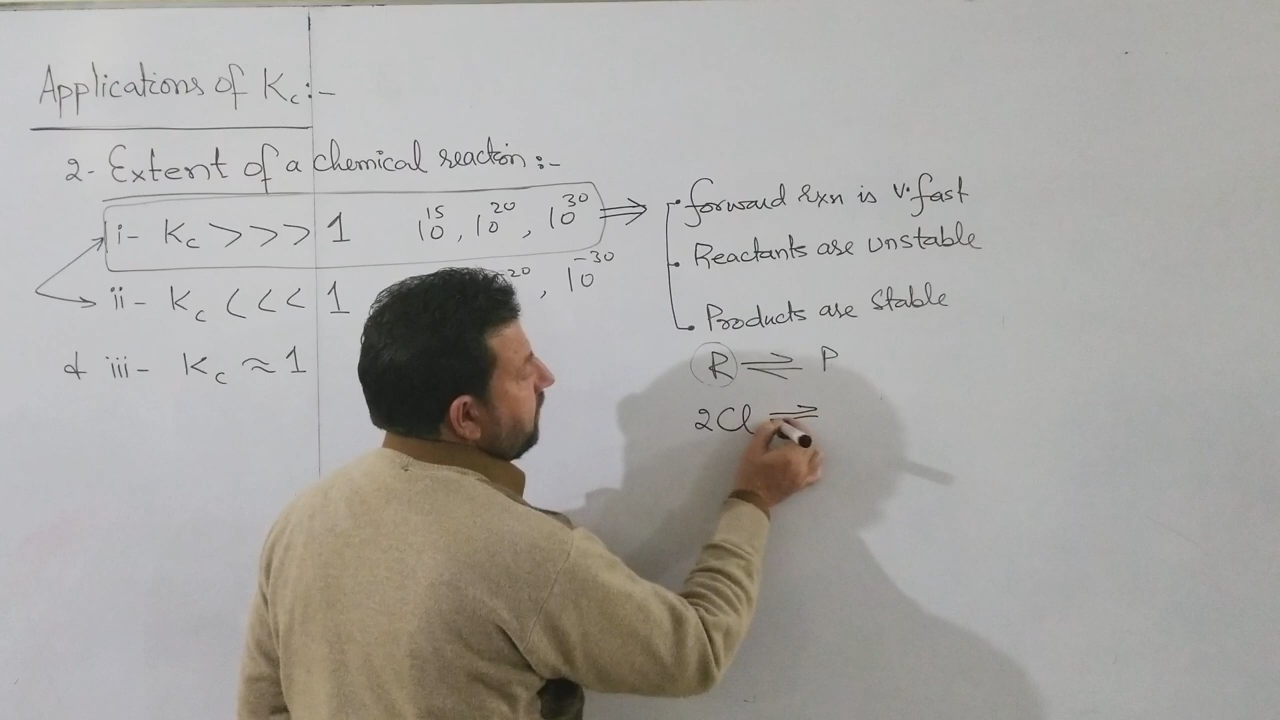 Applications of Kc:-
2- Extent of a chemical reaction :-
i- Kc >>> 1 10^15, 10^20, 10^30 ⇒
ii- Kc <<< 1 -20, 10^-30
& iii- Kc ≈ 1
. forward rxn is v.fast
. Reactants are unstable
. Products are stable
R ⇌ P
2Cl ⇌